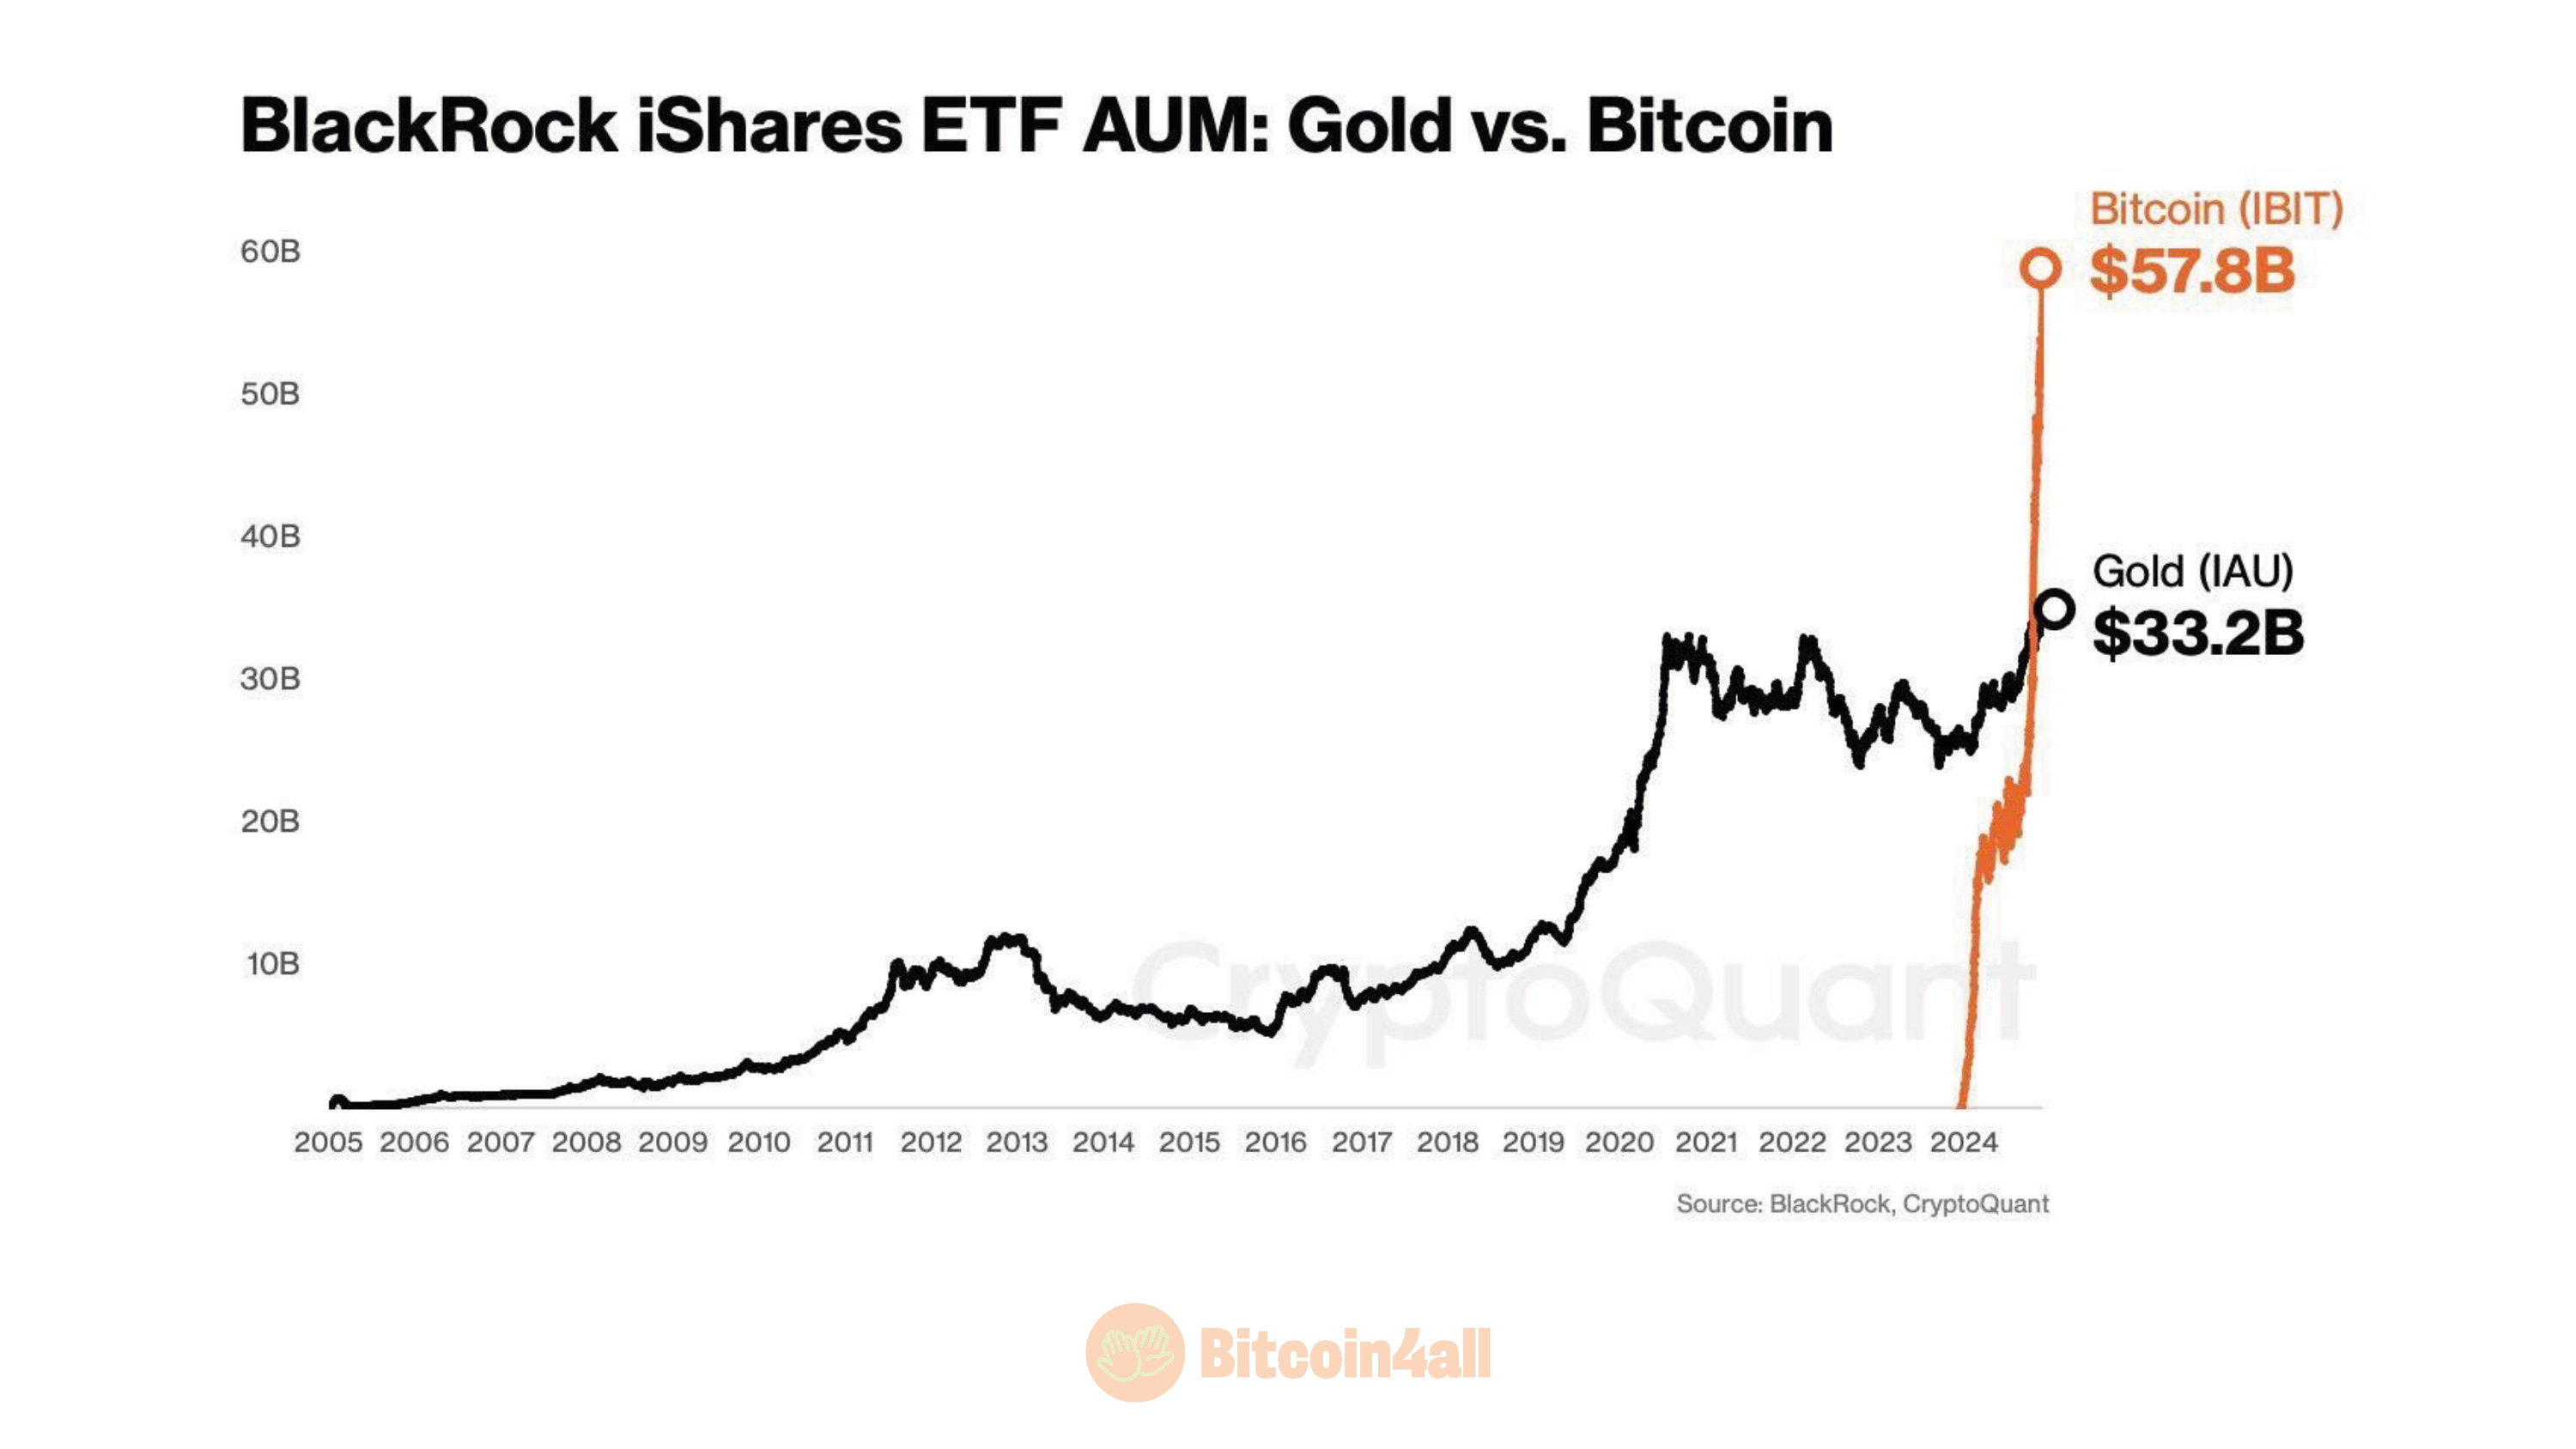 BlackRock iShares ETF AUM: Gold vs. Bitcoin
Bitcoin (IBIT)
$57.8B
60B
50B
40B
Gold (IAU)
$33.2B
30B
20B
10B
CryptoQuant
2005 2006 2007 2008 2009 2010 2011 2012 2013 2014 2015 2016 2017 2018 2019 2020 2021 2022 2023 2024
Source: BlackRock, CryptoQuant
Bitcoin4all